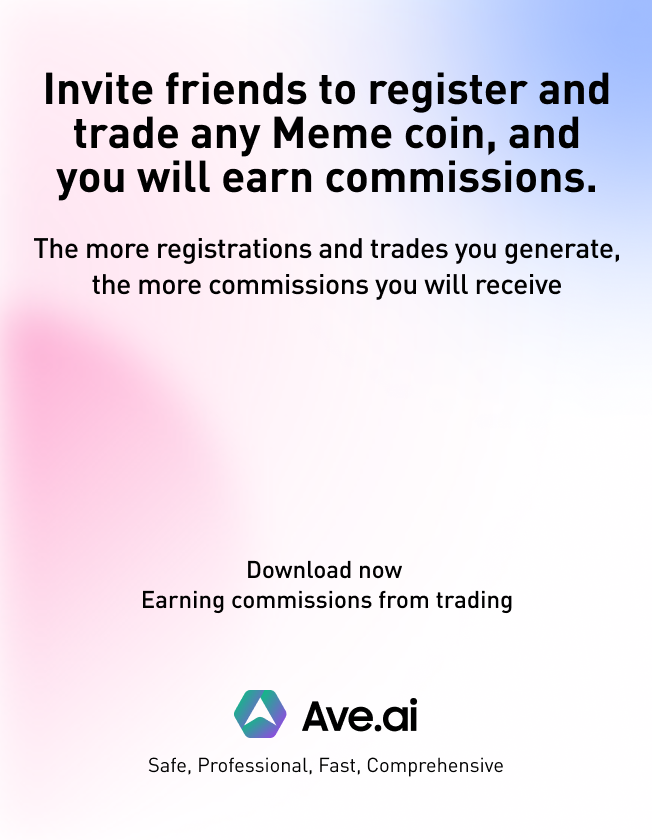 Invite friends to register and
trade any Meme coin, and
you will earn commissions.
The more registrations and trades you generate,
the more commissions you will receive
Download now
Earning commissions from trading
Ave.ai
Safe, Professional, Fast, Comprehensive